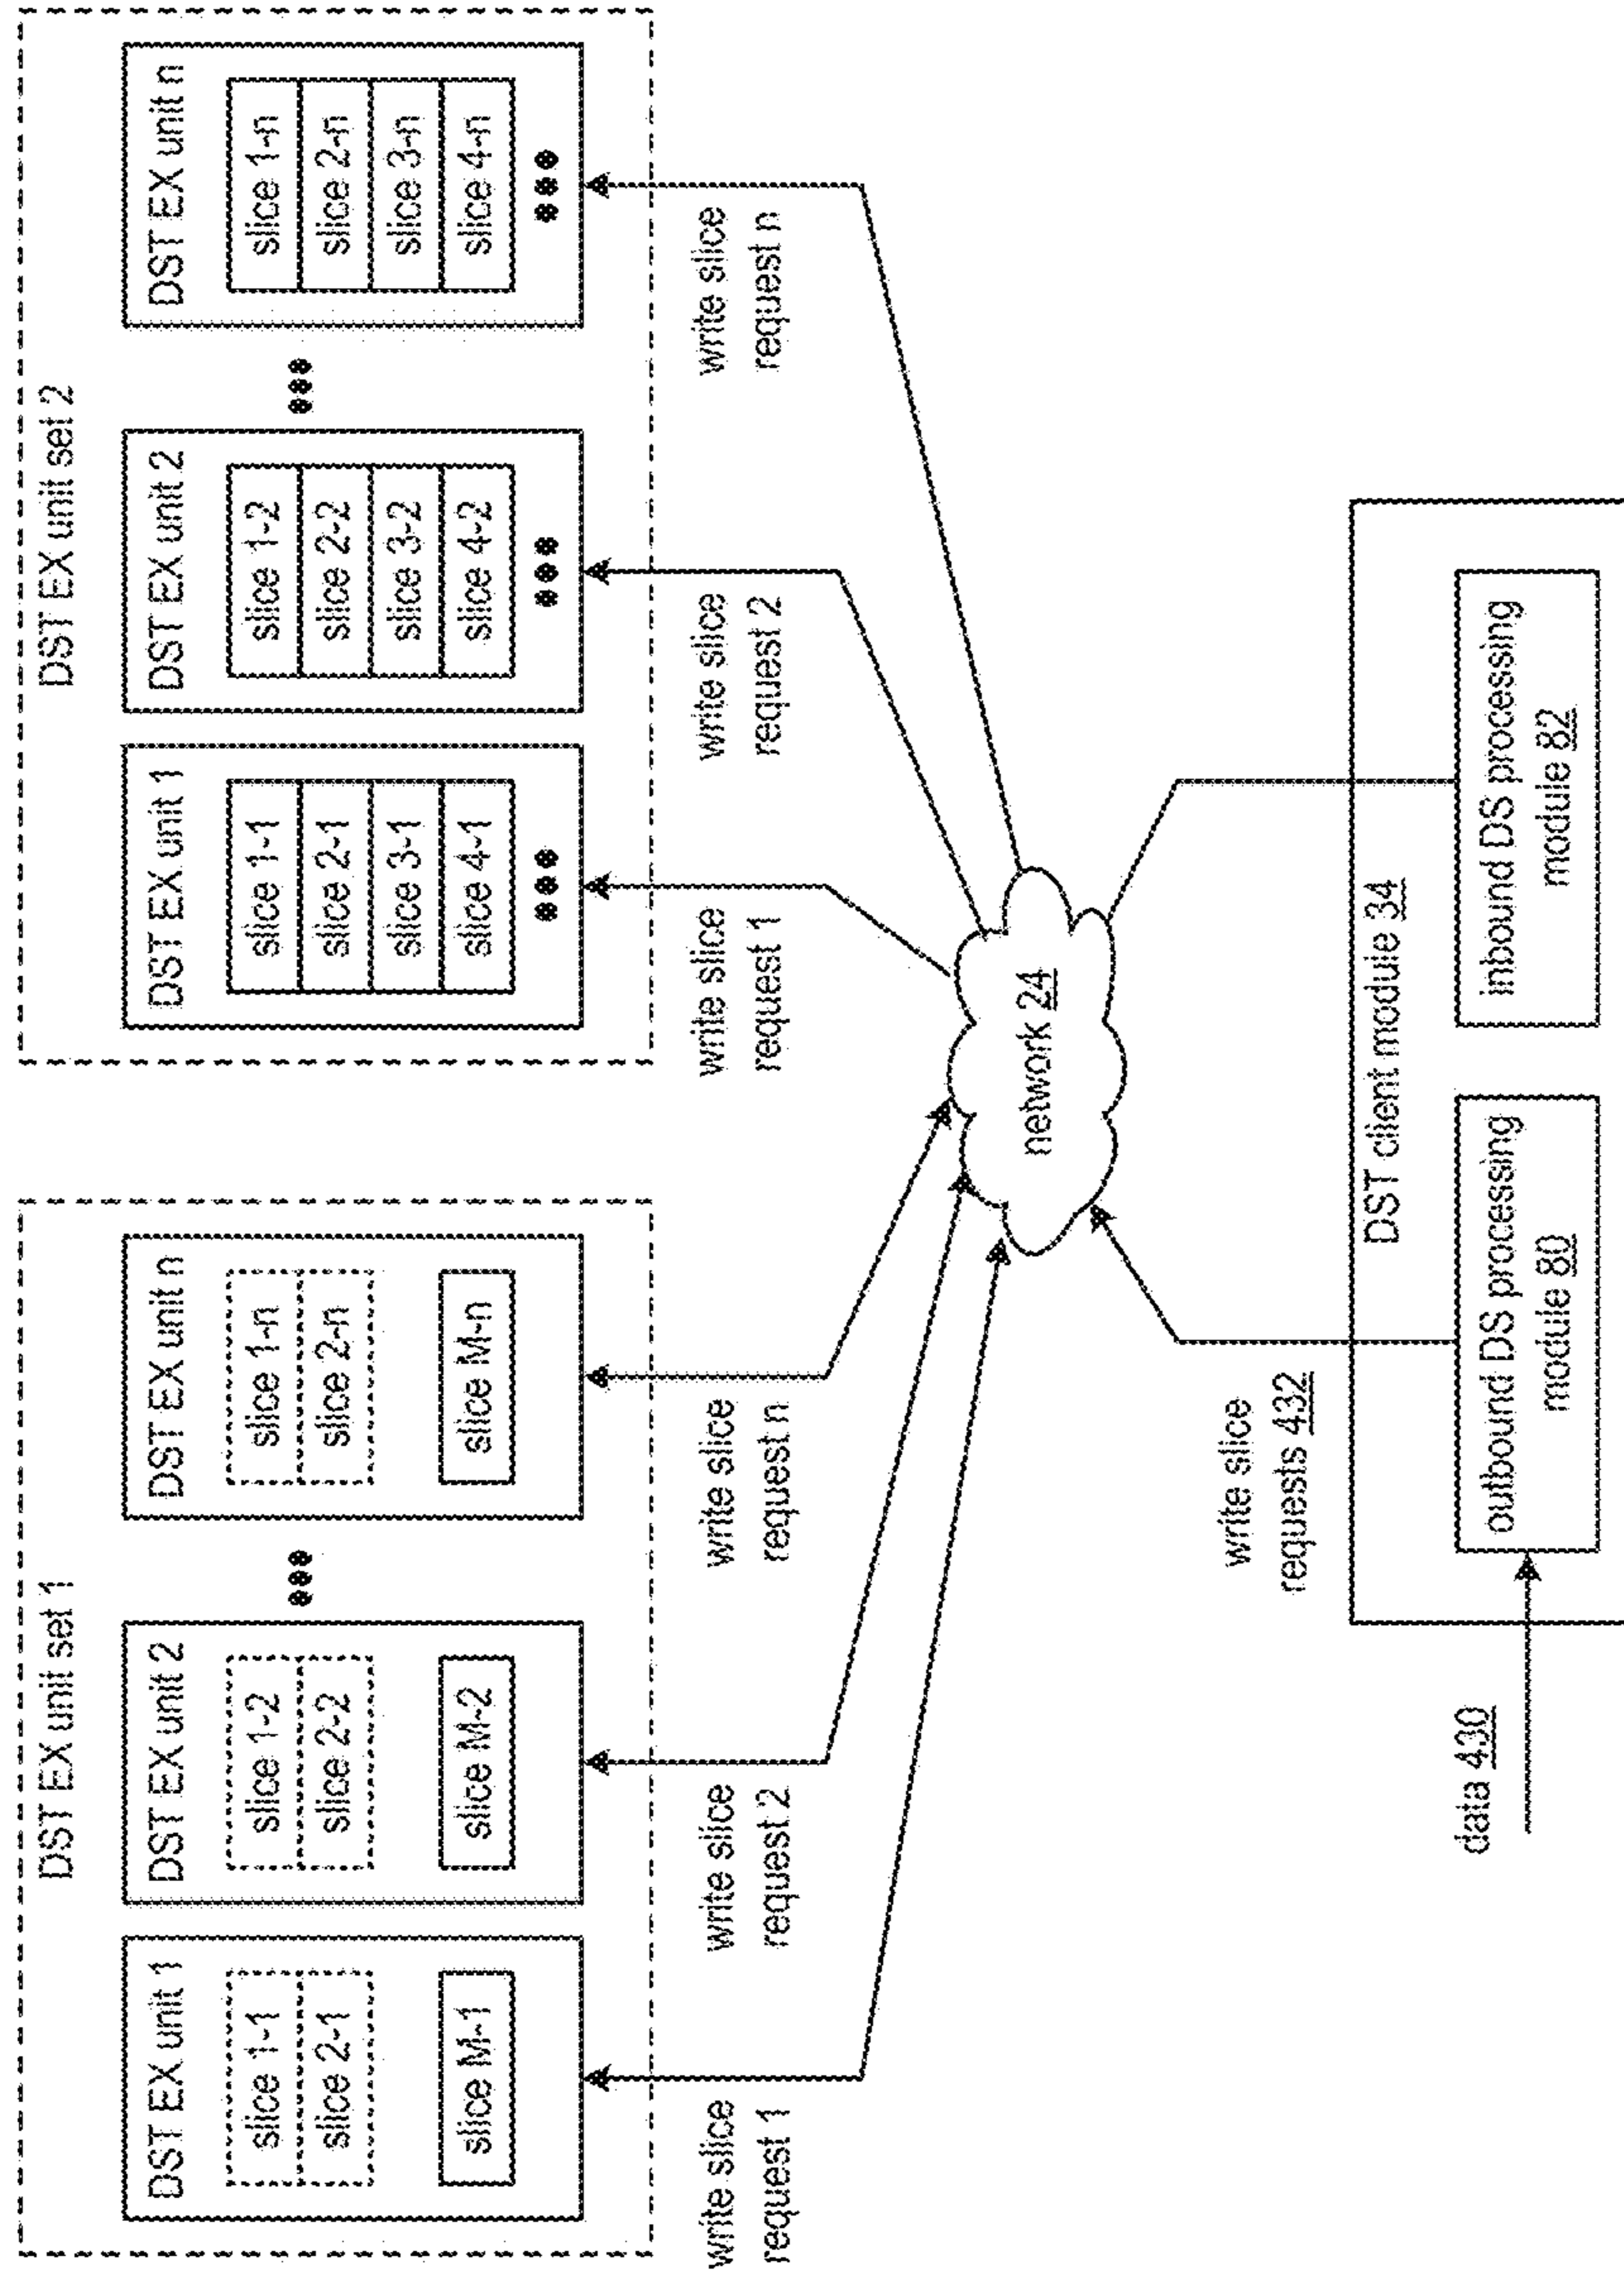 DST EX unit set 1
DST EX unit 1
slice 1-1
slice 2-1
slice M-1
DST EX unit 2
slice 1-2
slice 2-2
slice M-2
DST EX unit n
slice 1-n
slice 2-n
slice M-n
DST EX unit set 2
DST EX unit 1
slice 1-1
slice 2-1
slice 3-1
slice 4-1
DST EX unit 2
slice 1-2
slice 2-2
slice 3-2
slice 4-2
DST EX unit n
slice 1-n
slice 2-n
slice 3-n
slice 4-n
write slice
request 1
write slice
request 2
write slice
request n
write slice
request 1
write slice
request 2
write slice
request n
network 24
write slice
requests 432
DST client module 34
data 430
outbound DS processing
module 80
inbound DS processing
module 82